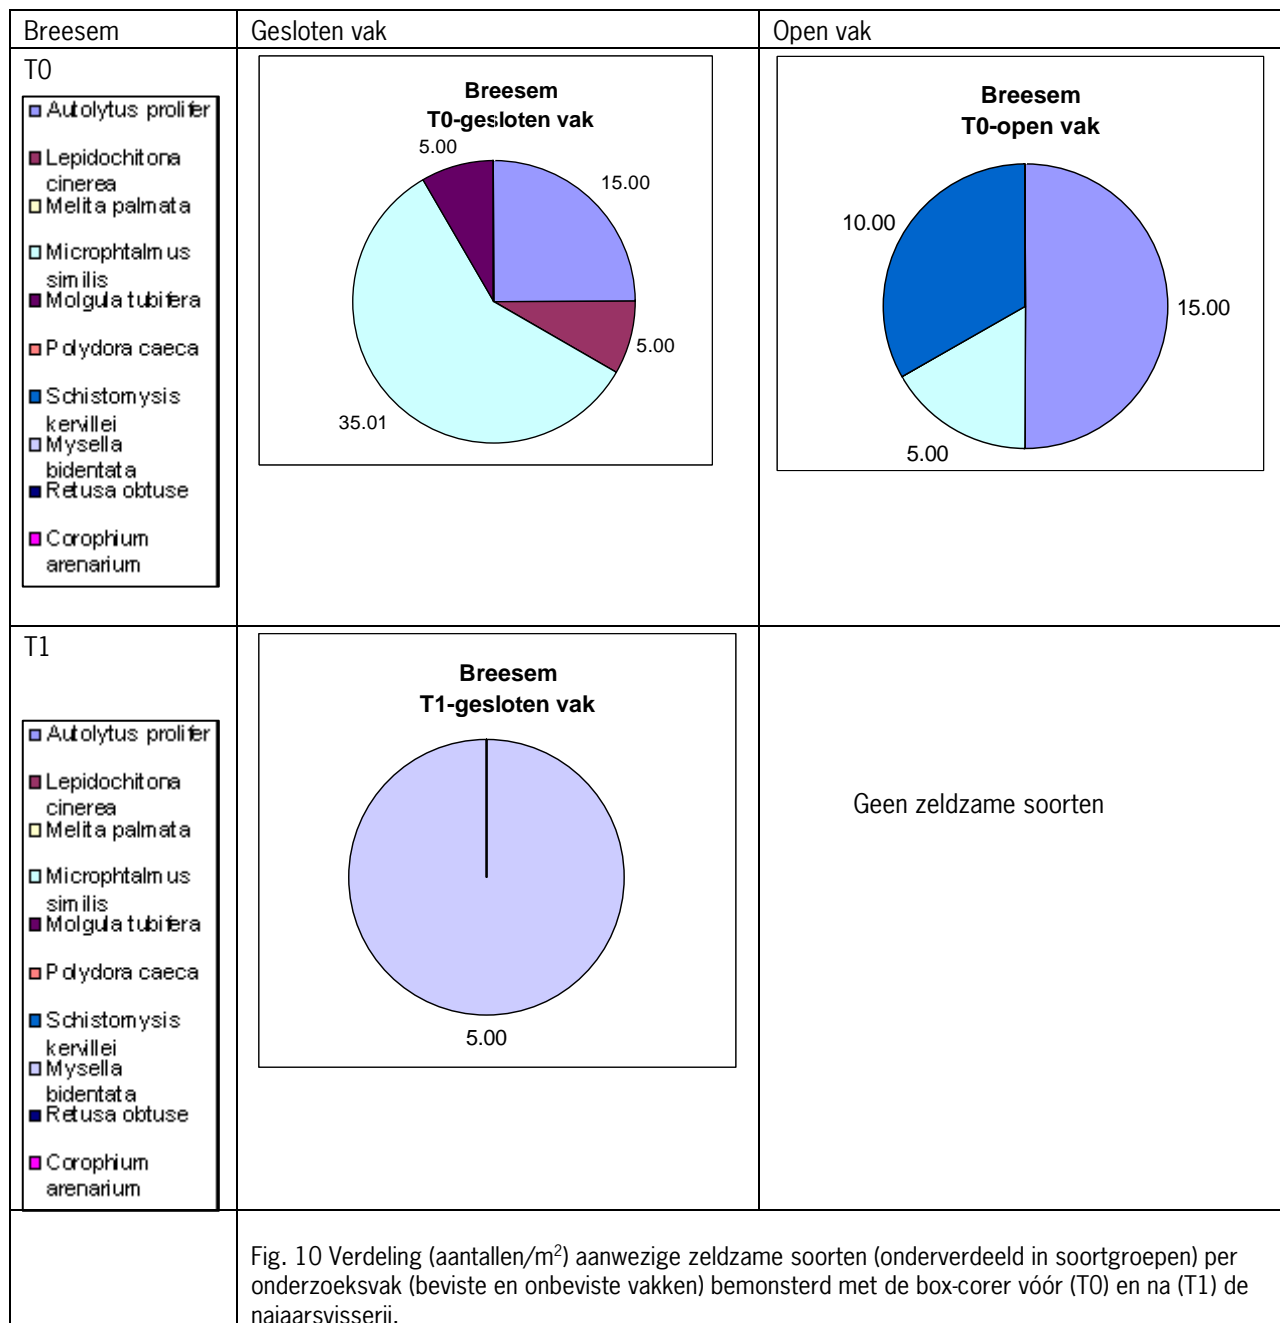 Breesem
Gesloten vak
Open vak
T0
Autolytus prolifer
Lepidochitona
cinerea
Melita palmata
Microphtalmus
similis
Molgula tubifera
Polydora caeca
Schistomysis
kervillei
Mysella
bidentata
Retusa obtuse
Corophium
arenarium
Breesem
T0-gesloten vak
5.00
15.00
5.00
35.01
Breesem
T0-open vak
10.00
15.00
5.00
T1
Autolytus prolifer
Lepidochitona
cinerea
Melita palmata
Microphtalmus
similis
Molgula tubifera
Polydora caeca
Schistomysis
kervillei
Mysella
bidentata
Retusa obtuse
Corophium
arenarium
Breesem
T1-gesloten vak
5.00
Geen zeldzame soorten
Fig. 10 Verdeling (aantallen/m²) aanwezige zeldzame soorten (onderverdeeld in soortgroepen) per
onderzoeksvak (beviste en onbeviste vakken) bemonsterd met de box-corer vóór (T0) en na (T1) de
najaarsvisserij.